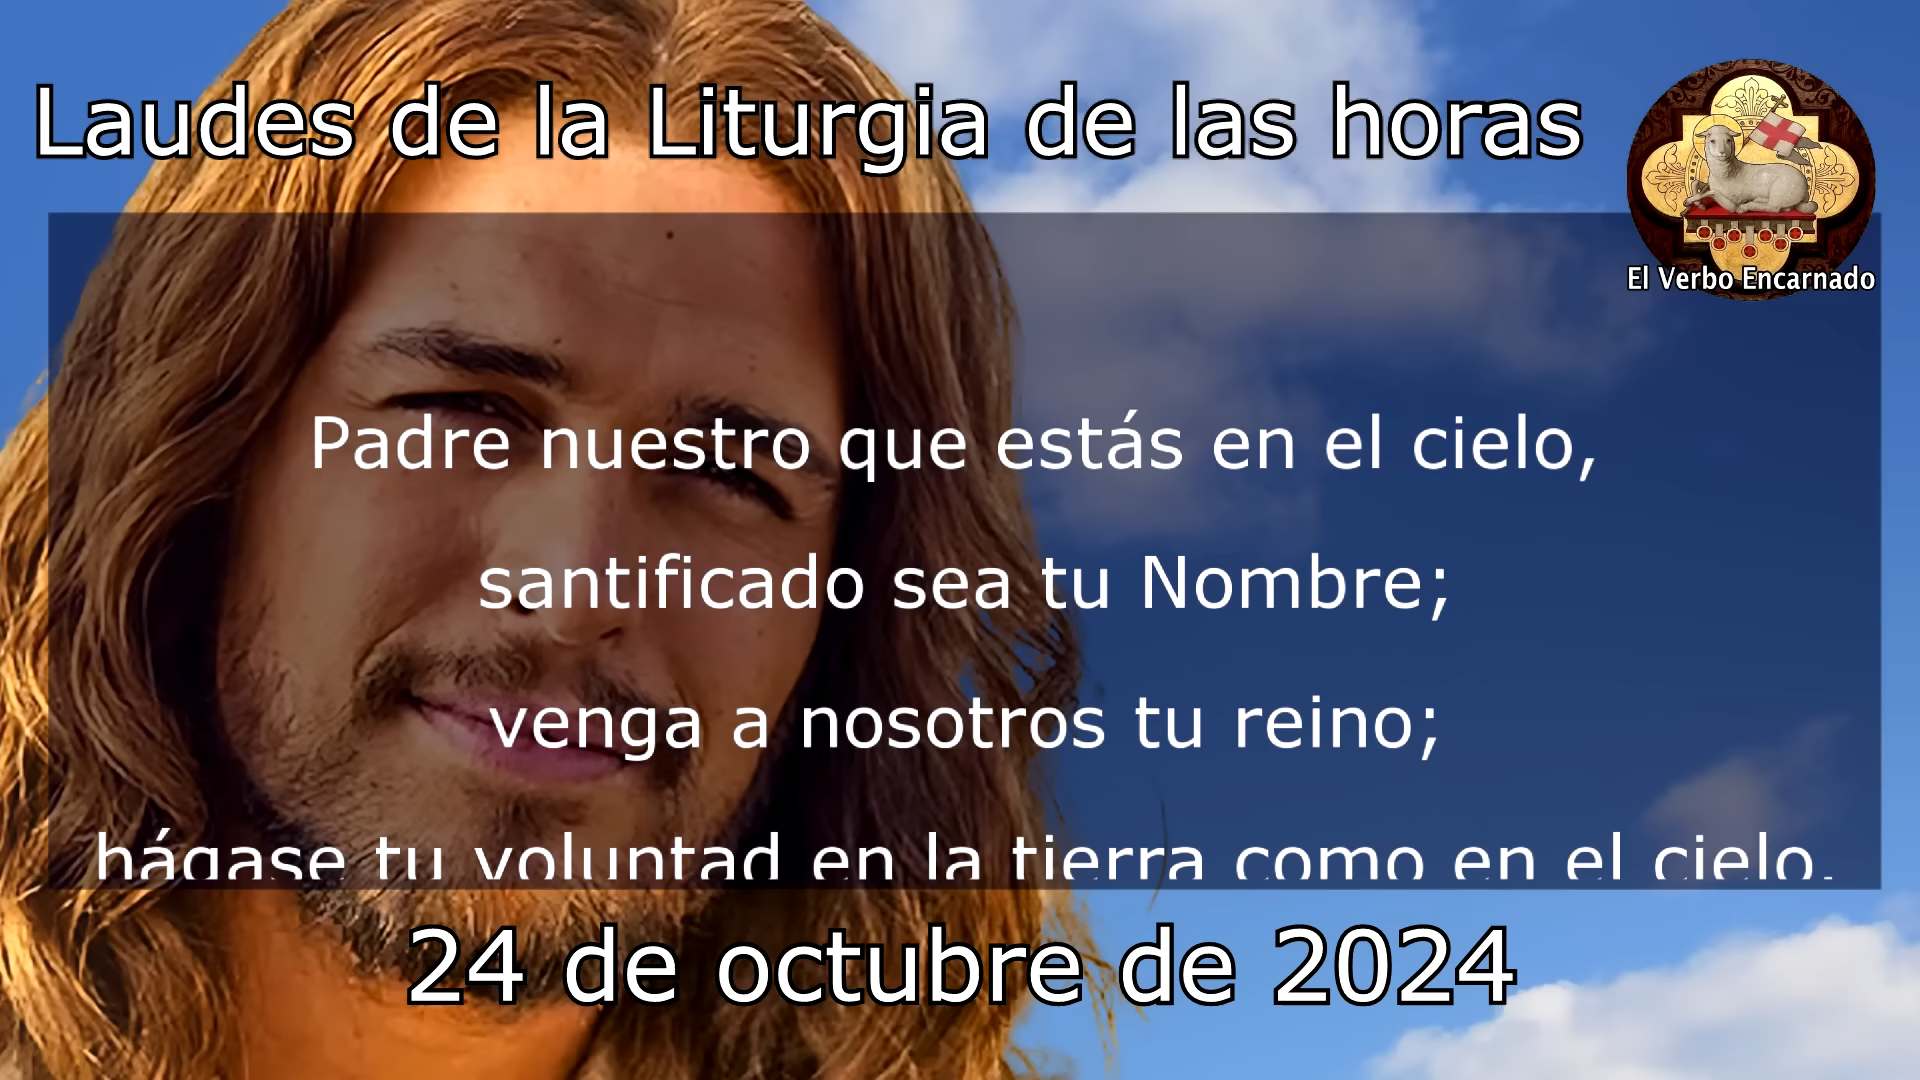 Laudes de la Liturgia de las horas
El Verbo Encarnado
Padre nuestro que estás en el cielo,
santificado sea tu Nombre;
venga a nosotros tu reino;
hágase tu voluntad en la tierra como en el cielo.
24 de octubre de 2024